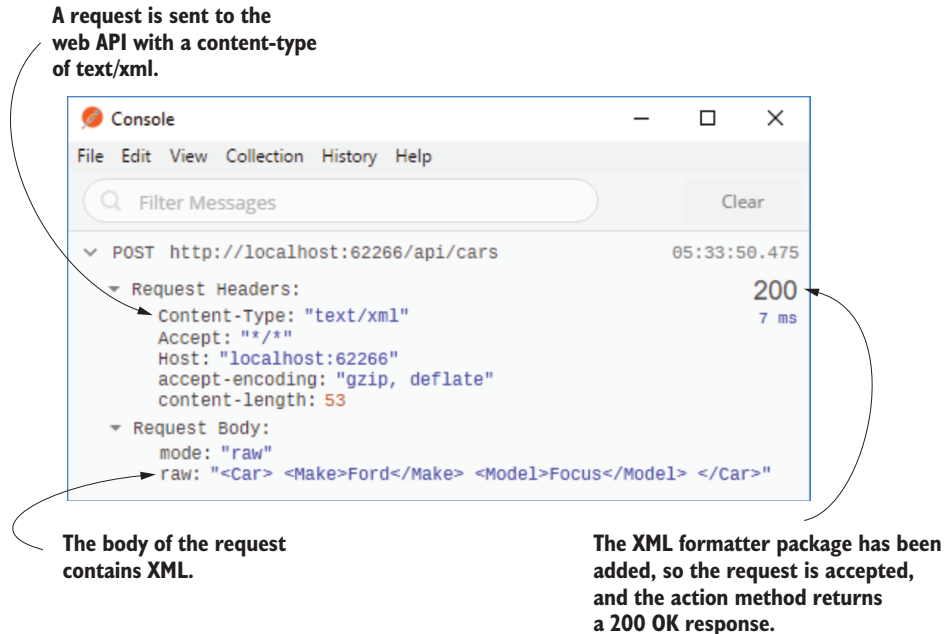 A request is sent to the
web API with a content-type
of text/xml.
Console
File Edit View Collection History Help
Filter Messages
Clear
POST http://localhost:62266/api/cars
05:33:50.475
Request Headers:
200
Content-Type: "text/xml"
7 ms
Accept: "*/*"
Host: "localhost:62266"
accept-encoding: "gzip, deflate"
content-length: 53
Request Body:
mode: "raw"
raw: "<Car> <Make>Ford</Make> <Model>Focus</Model> </Car>"
The body of the request
contains XML.
The XML formatter package has been
added, so the request is accepted,
and the action method returns
a 200 OK response.